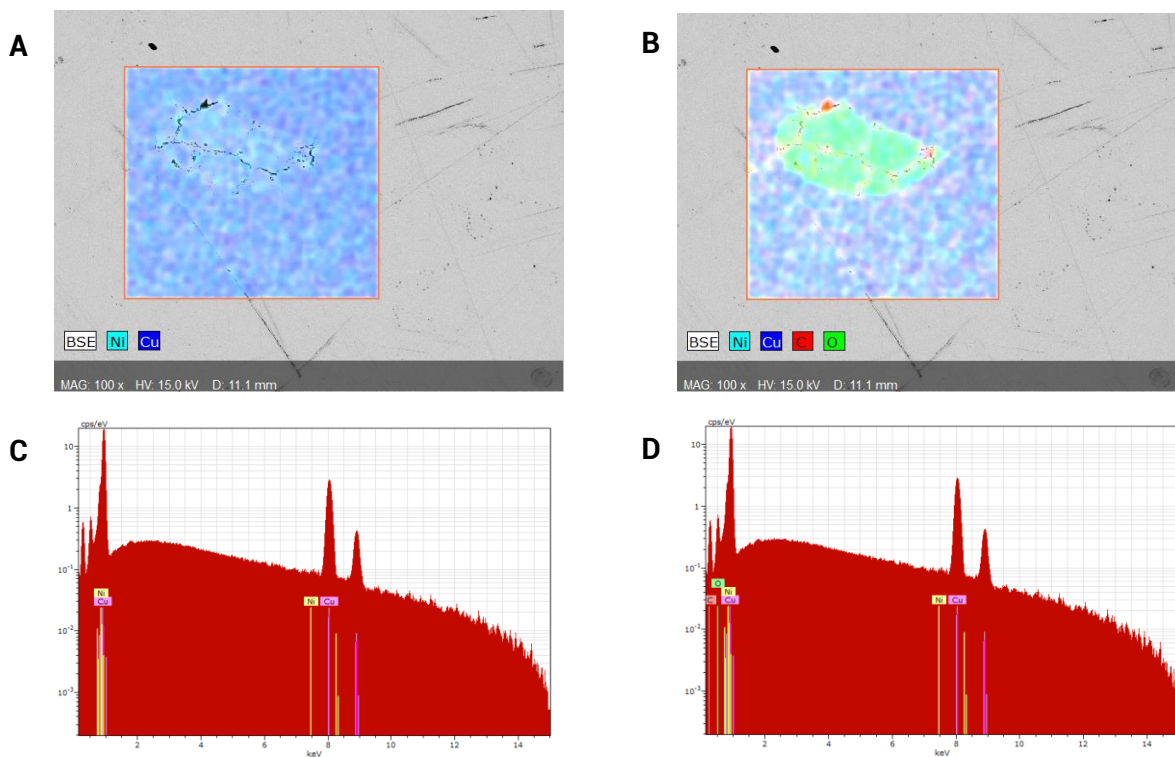 A
BSE Ni Cu
MAG: 100 x HV: 15.0 kV D: 11.1 mm
B
BSE Ni Cu C O
MAG: 100 x HV: 15.0 kV D: 11.1 mm
C
cps/eV
10
1
10⁻¹
10⁻²
10⁻³
Ni
Cu
Ni Cu
2 4 6 8 10 12 14
keV
D
cps/eV
10
1
10⁻¹
10⁻²
10⁻³
O
Ni
C Cu
Ni Cu
2 4 6 8 10 12 14
keV